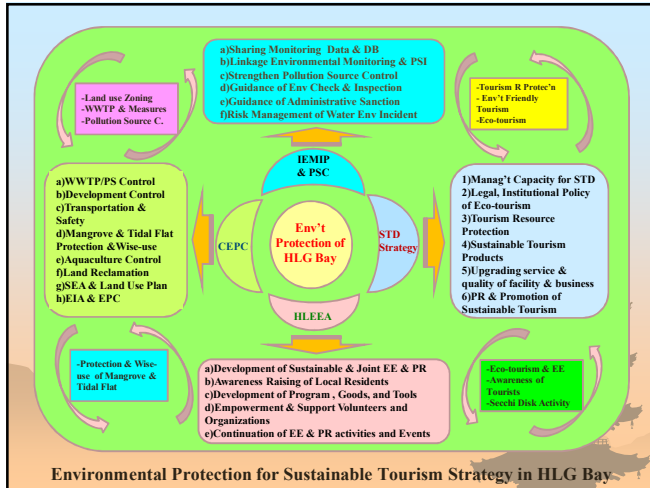 a)Sharing Monitoring Data & DB
b)Linkage Environmental Monitoring & PSI
c)Strengthen Pollution Source Control
d)Guidance of Env Check & Inspection
e)Guidance of Administrative Sanction
f)Risk Management of Water Env Incident
-Land use Zoning
-WWTP & Measures
-Pollution Source C.
-Tourism R Protec'n
- Env't Friendly
Tourism
-Eco-tourism
IEMIP
& PSC
a)WWTP/PS Control
b)Development Control
c)Transportation &
Safety
d)Mangrove & Tidal Flat
Protection &Wise-use
e)Aquaculture Control
f)Land Reclamation
g)SEA & Land Use Plan
h)EIA & EPC
CEPC
Env't
Protection of
HLG Bay
STD
Strategy
1)Manag't Capacity for STD
2)Legal, Institutional Policy
of Eco-tourism
3)Tourism Resource
Protection
4)Sustainable Tourism
Products
5)Upgrading service &
quality of facility & business
6)PR & Promotion of
Sustainable Tourism
HLEEA
-Protection & Wise-
use of Mangrove &
Tidal Flat
a)Development of Sustainable & Joint EE & PR
b)Awareness Raising of Local Residents
c)Development of Program , Goods, and Tools
d)Empowerment & Support Volunteers and
Organizations
e)Continuation of EE & PR activities and Events
-Eco-tourism & EE
-Awareness of
Tourists
-Secchi Disk Activity
Environmental Protection for Sustainable Tourism Strategy in HLG Bay